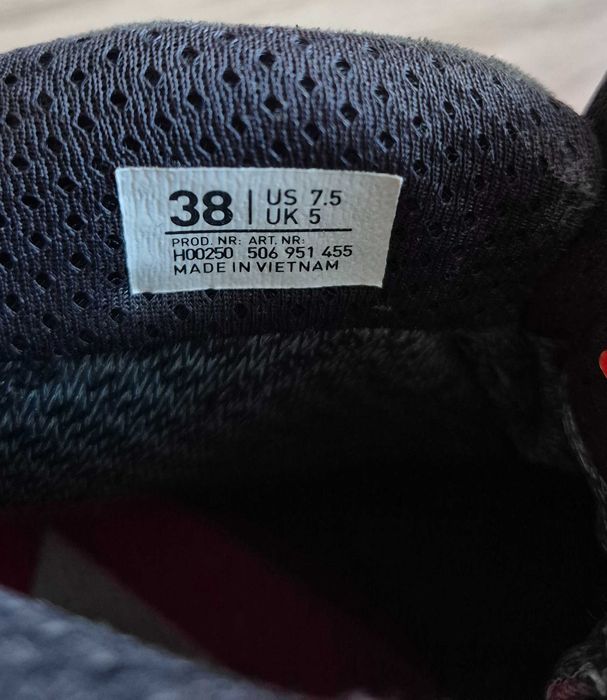 38 | US 7.5
UK 5
PROD. NR: ART. NR:
H00250 506 951 455
MADE IN VIETNAM